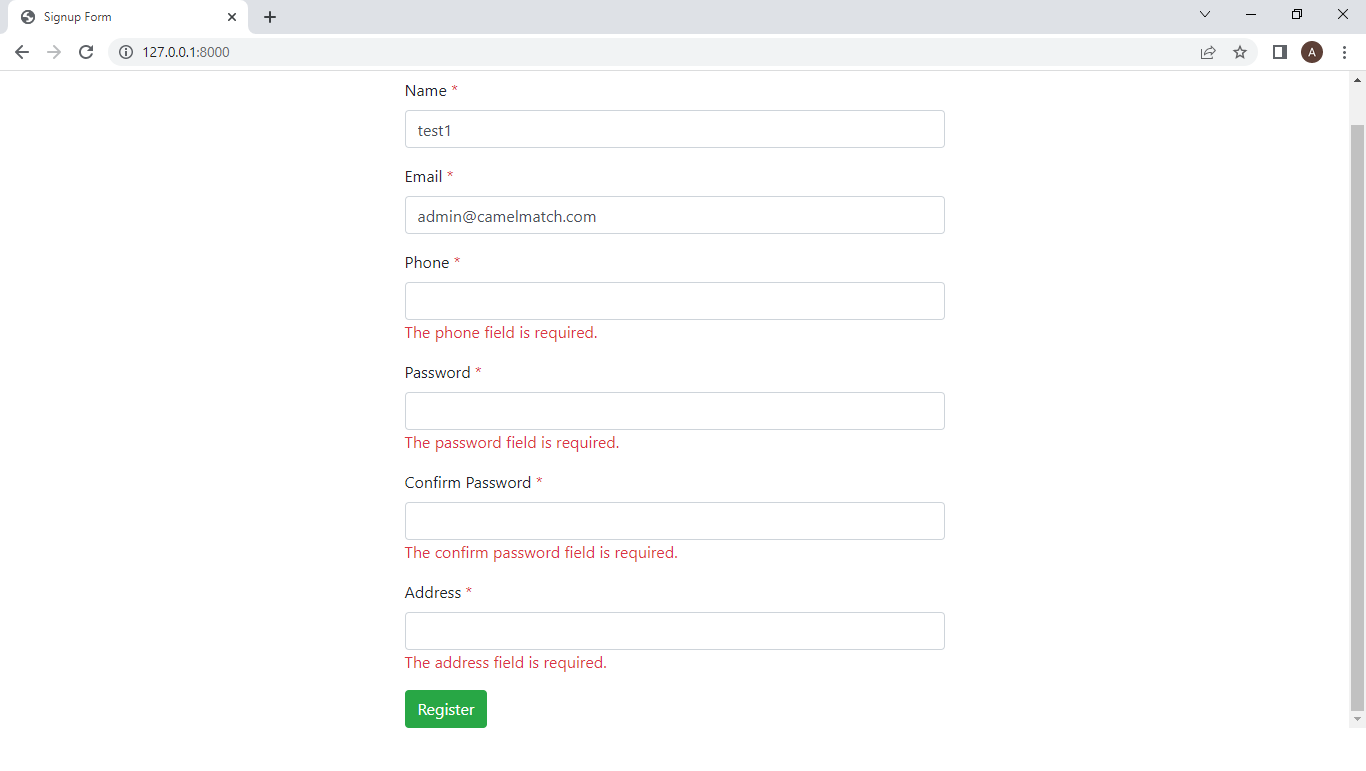 Signup Form
127.0.0.1:8000
A
Name *
test1
Email *
admin@camelmatch.com
Phone *
The phone field is required.
Password *
The password field is required.
Confirm Password *
The confirm password field is required.
Address *
The address field is required.
Register